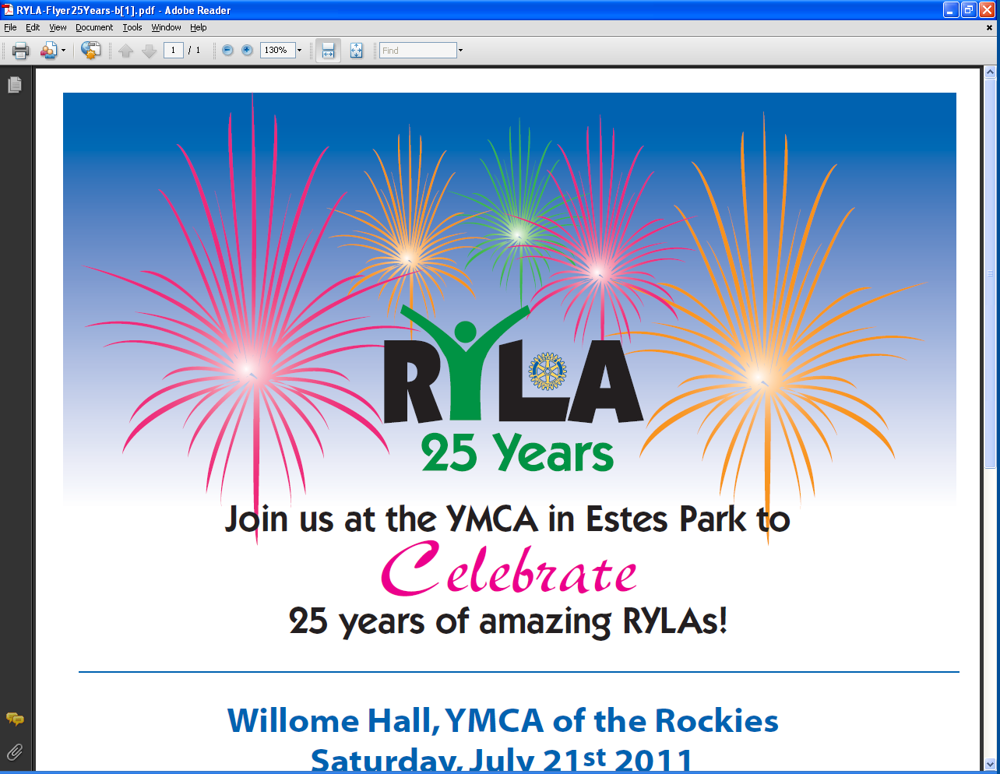 RYLA-Flyer25Years-b[1].pdf - Adobe Reader
File Edit View Document Tools Window Help
1 / 1 130% Find
RYLA
25 Years
Join us at the YMCA in Estes Park to
Celebrate
25 years of amazing RYLAs!
Willome Hall, YMCA of the Rockies
Saturday, July 21st 2011